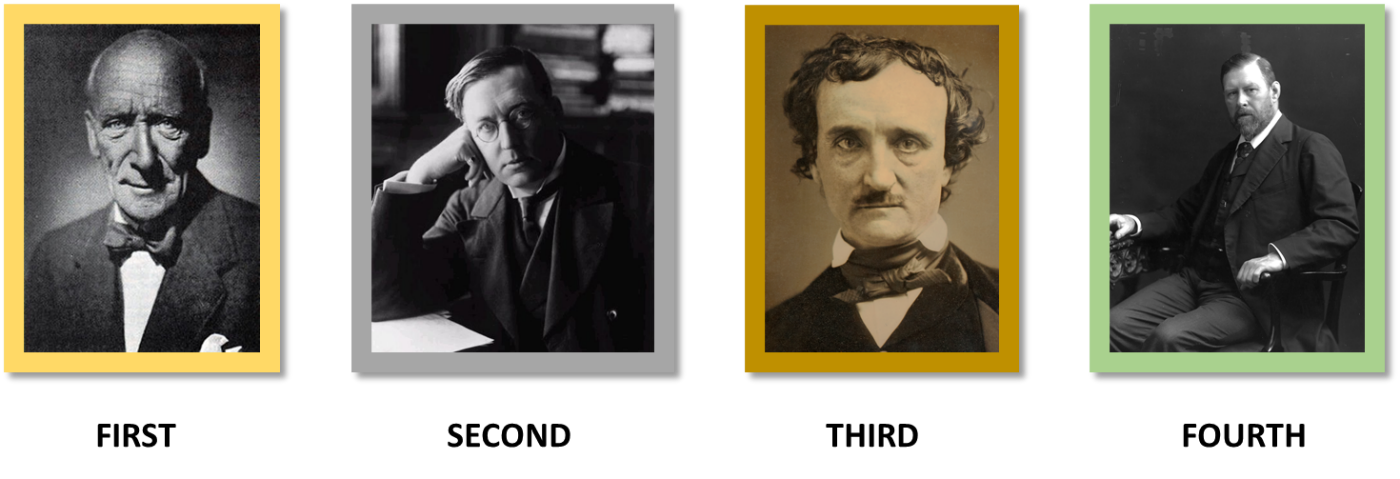 FIRST
SECOND
THIRD
FOURTH